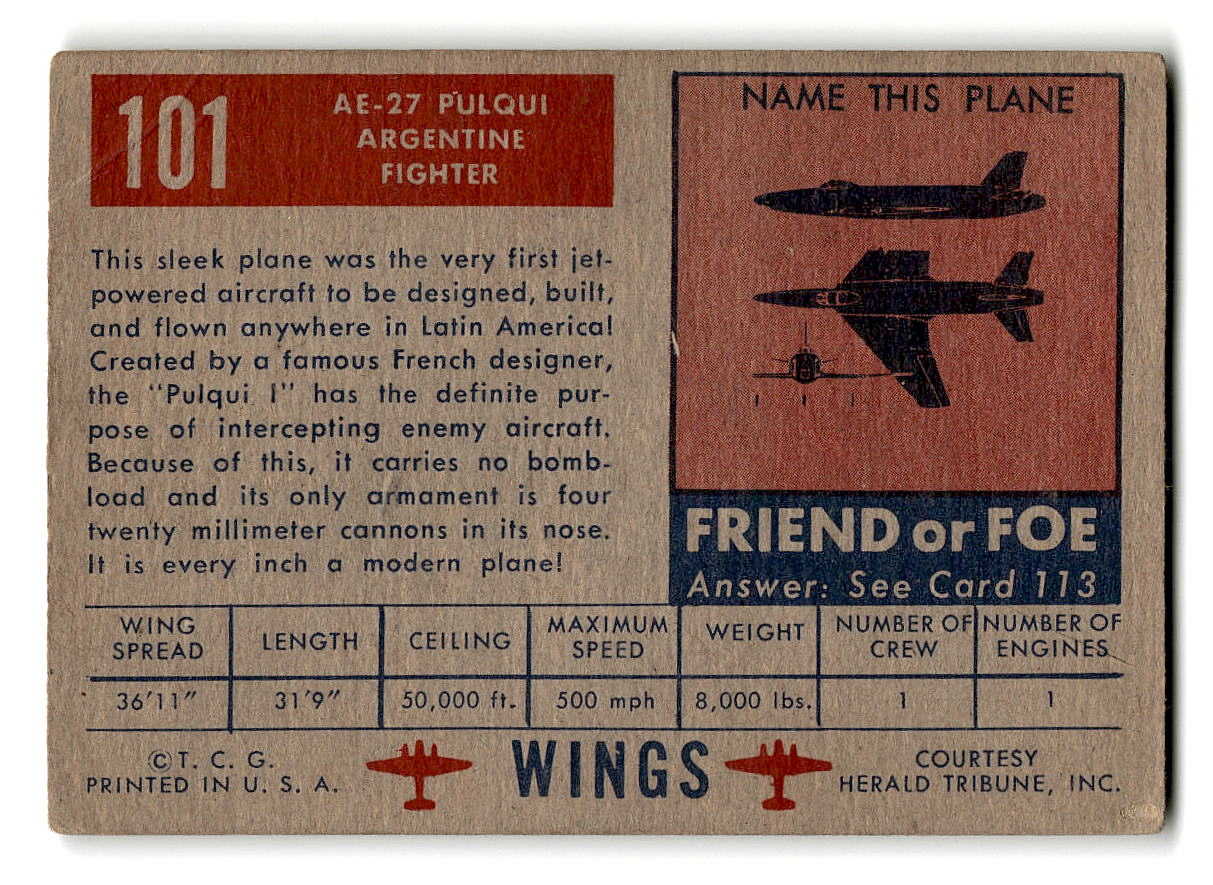 101
AE-27 PULQUI
ARGENTINE
FIGHTER
This sleek plane was the very first jet-
powered aircraft to be designed, built,
and flown anywhere in Latin America!
Created by a famous French designer,
the "Pulqui I" has the definite pur-
pose of intercepting enemy aircraft.
Because of this, it carries no bomb-
load and its only armament is four
twenty millimeter cannons in its nose.
It is every inch a modern plane!
NAME THIS PLANE
FRIEND or FOE
Answer: See Card 113
WING SPREAD
LENGTH
CEILING
MAXIMUM SPEED
WEIGHT
NUMBER OF CREW
NUMBER OF ENGINES
36'11"
31'9"
50,000 ft.
500 mph
8,000 lbs.
1
1
©T. C. G.
PRINTED IN U. S. A.
WINGS
COURTESY
HERALD TRIBUNE, INC.